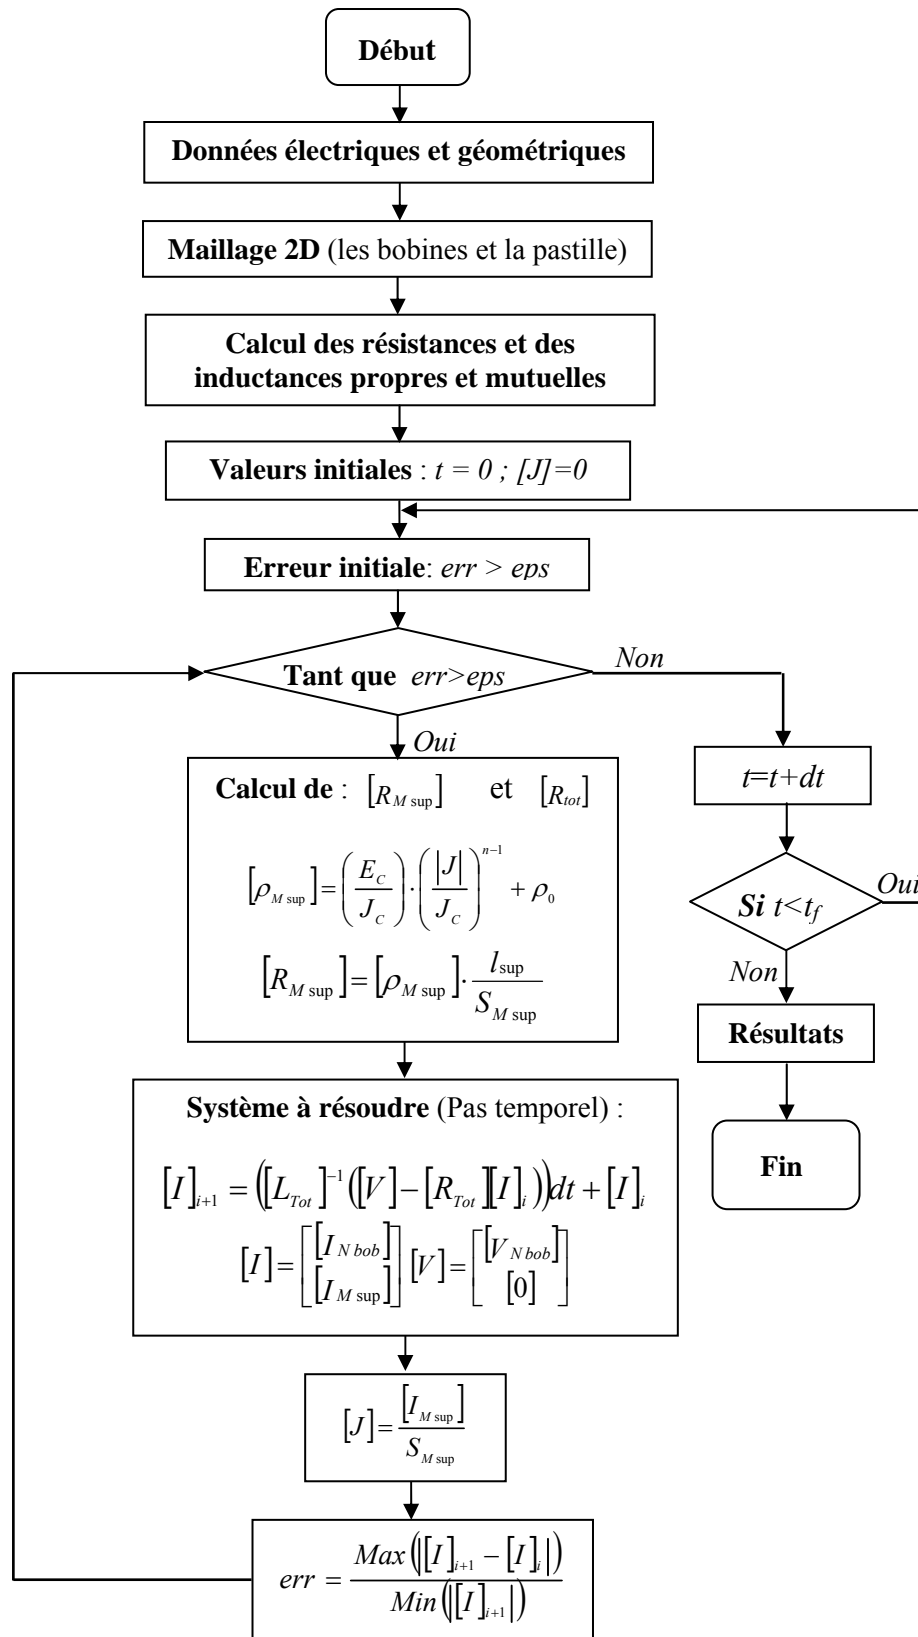 Début
Données électriques et géométriques
Maillage 2D (les bobines et la pastille)
Calcul des résistances et des
inductances propres et mutuelles
Valeurs initiales : t = 0 ; [J]=0
Erreur initiale: err > eps
Tant que err>eps
Non
Oui
Calcul de : [R_{M sup}] et [R_{tot}]
[ρ_{M sup}] = (E_C / J_C) · (|J| / J_C)^{n-1} + ρ_0
[R_{M sup}] = [ρ_{M sup}] · l_{sup} / S_{M sup}
Système à résoudre (Pas temporel) :
[I]_{i+1} = ([L_{Tot}]^{-1}([V]-[R_{Tot}][I]_i))dt + [I]_i
[I] = [[I_{N bob}] [I_{M sup}]] [V] = [[V_{N bob}] [0]]
[J] = [I_{M sup}] / S_{M sup}
err = Max(|[I]_{i+1} - [I]_i|) / Min(|[I]_{i+1}|)
t=t+dt
Si t<t_f
Oui
Non
Résultats
Fin